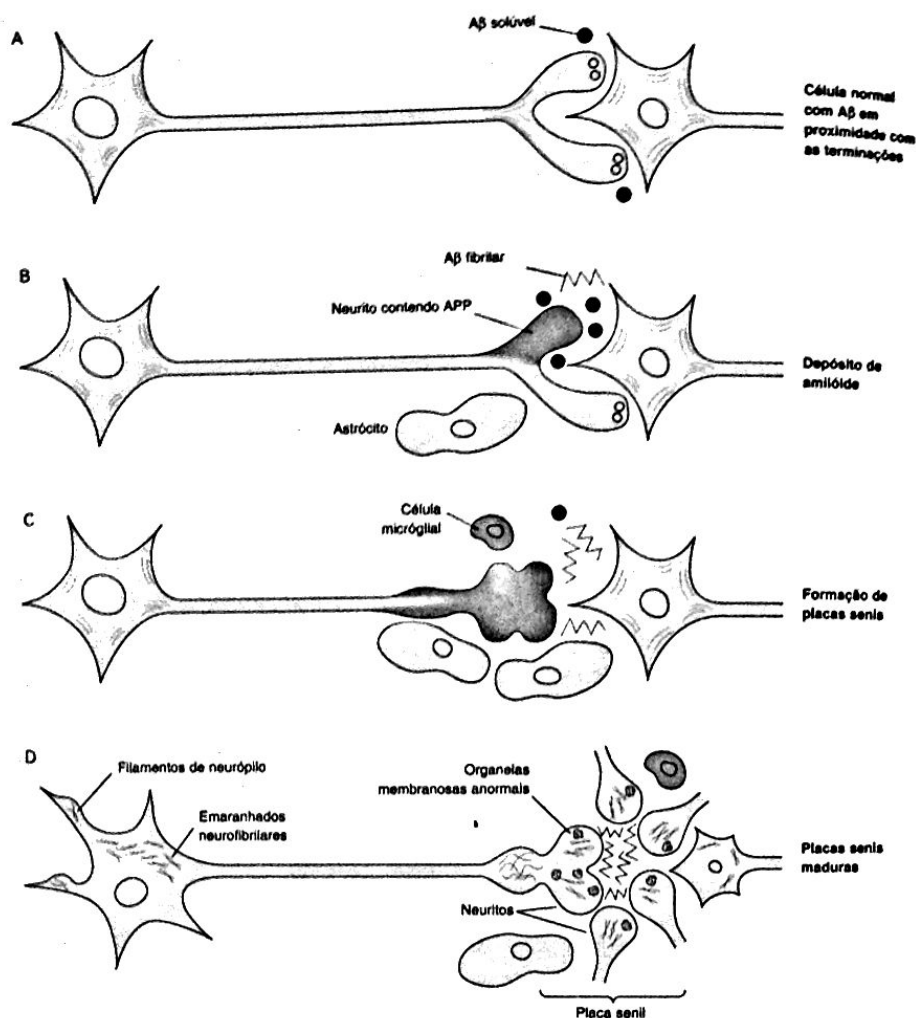 A
Aβ solúvel
Célula normal
com Aβ em
proximidade com
as terminações
B
Aβ fibrilar
Neurito contendo APP
Astrócito
Depósito de
amilóide
C
Célula
micróglial
Formação de
placas senis
D
Filamentos de neurópilo
Emaranhados
neurofibrilares
Organelas
membranosas anormais
Neuritos
Placas senis
maduras
Placa senil